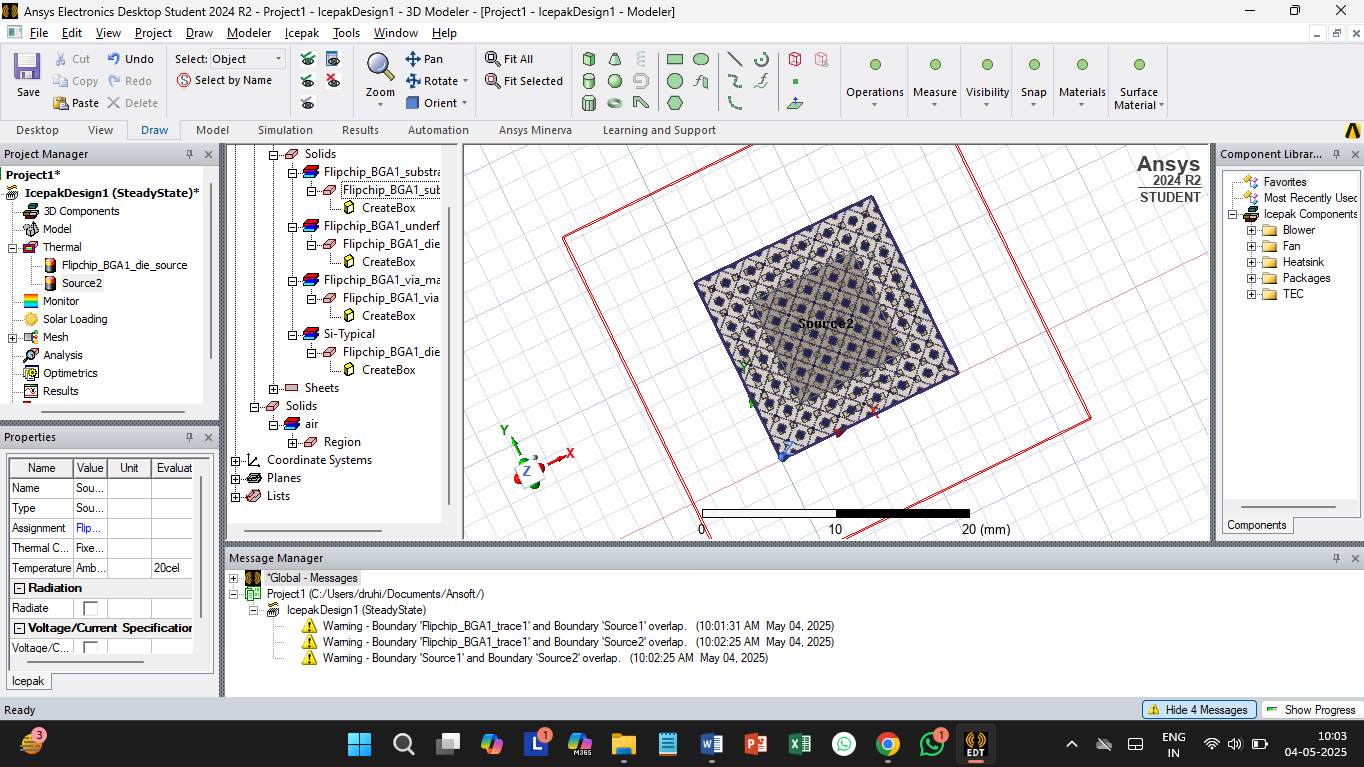 Ansys Electronics Desktop Student 2024 R2 - Project1 - IcepakDesign1 - 3D Modeler - [Project1 - IcepakDesign1 - Modeler]
File Edit View Project Draw Modeler Icepak Tools Window Help
Save
Cut
Copy
Paste
Undo
Redo
Delete
Select: Object
Select by Name
Zoom
Pan
Rotate
Orient
Fit All
Fit Selected
Operations
Measure
Visibility
Snap
Materials
Surface
Material
Desktop View Draw Model Simulation Results Automation Ansys Minerva Learning and Support
Project Manager
Project1*
IcepakDesign1 (SteadyState)*
3D Components
Model
Thermal
Flipchip_BGA1_die_source
Source2
Monitor
Solar Loading
Mesh
Analysis
Optimetrics
Results
Properties
Name Value Unit Evaluat
Name Sou...
Type Sou...
Assignment Flip...
Thermal C... Fixe...
Temperature Amb... 20cel
Radiation
Radiate
Voltage/Current Specification
Voltage/C...
Icepak
Solids
Flipchip_BGA1_substra
Flipchip_BGA1_sub
CreateBox
Flipchip_BGA1_underf
Flipchip_BGA1_die
CreateBox
Flipchip_BGA1_via_ma
Flipchip_BGA1_via
CreateBox
Si-Typical
Flipchip_BGA1_die
CreateBox
Sheets
Solids
air
Region
Coordinate Systems
Planes
Lists
Ansys
2024 R2
STUDENT
Source2
Y
X
Z
Y
X
Z
0 10 20 (mm)
Component Librar...
Favorites
Most Recently Used
Icepak Components
Blower
Fan
Heatsink
Packages
TEC
Components
Message Manager
*Global - Messages
Project1 (C:/Users/druhi/Documents/Ansoft/)
IcepakDesign1 (SteadyState)
Warning - Boundary 'Flipchip_BGA1_trace1' and Boundary 'Source1' overlap. (10:01:31 AM May 04, 2025)
Warning - Boundary 'Flipchip_BGA1_trace1' and Boundary 'Source2' overlap. (10:02:25 AM May 04, 2025)
Warning - Boundary 'Source1' and Boundary 'Source2' overlap. (10:02:25 AM May 04, 2025)
Ready
Hide 4 Messages
Show Progress
3
L
1
M365
W
P
X
1
EDT
ENG
IN
10:03
04-05-2025